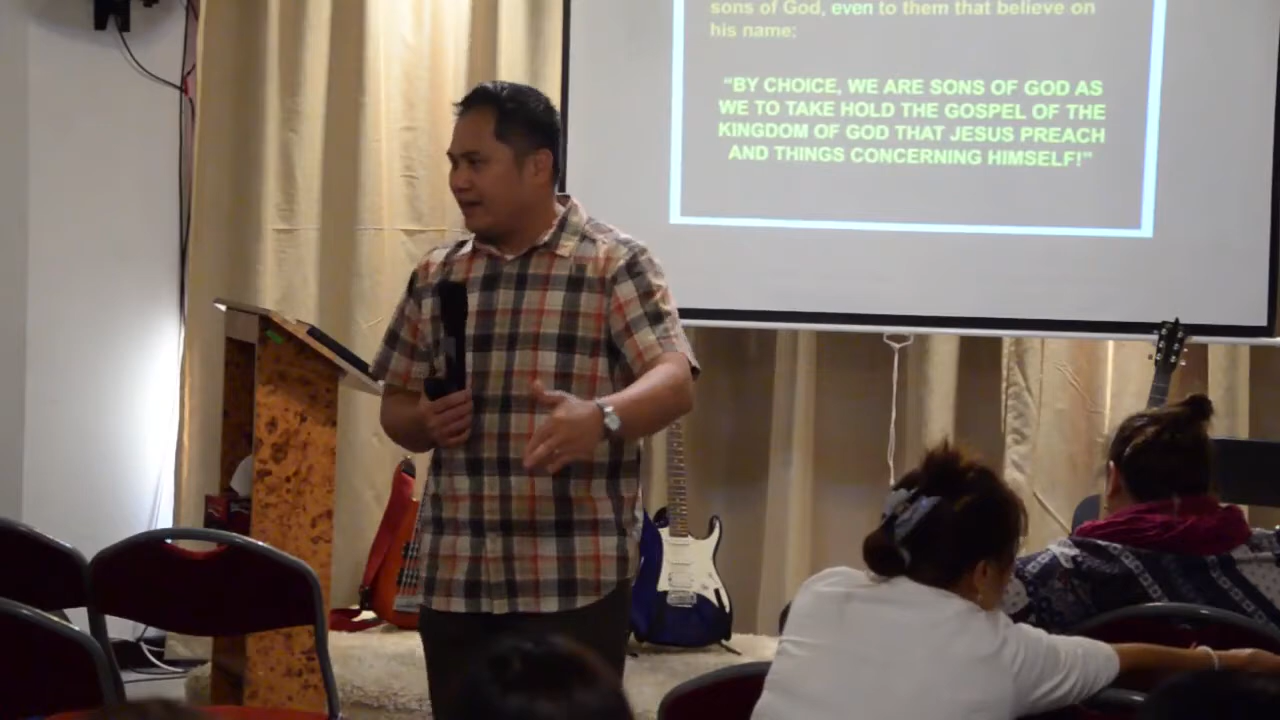 sons of God, even to them that believe on
his name:
“BY CHOICE, WE ARE SONS OF GOD AS
WE TO TAKE HOLD THE GOSPEL OF THE
KINGDOM OF GOD THAT JESUS PREACH
AND THINGS CONCERNING HIMSELF!”